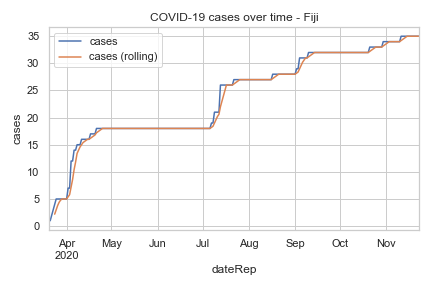 COVID-19 cases over time - Fiji
cases
cases (rolling)
35
30
25
20
15
10
5
0
cases
Apr May Jun Jul Aug Sep Oct Nov
2020
dateRep